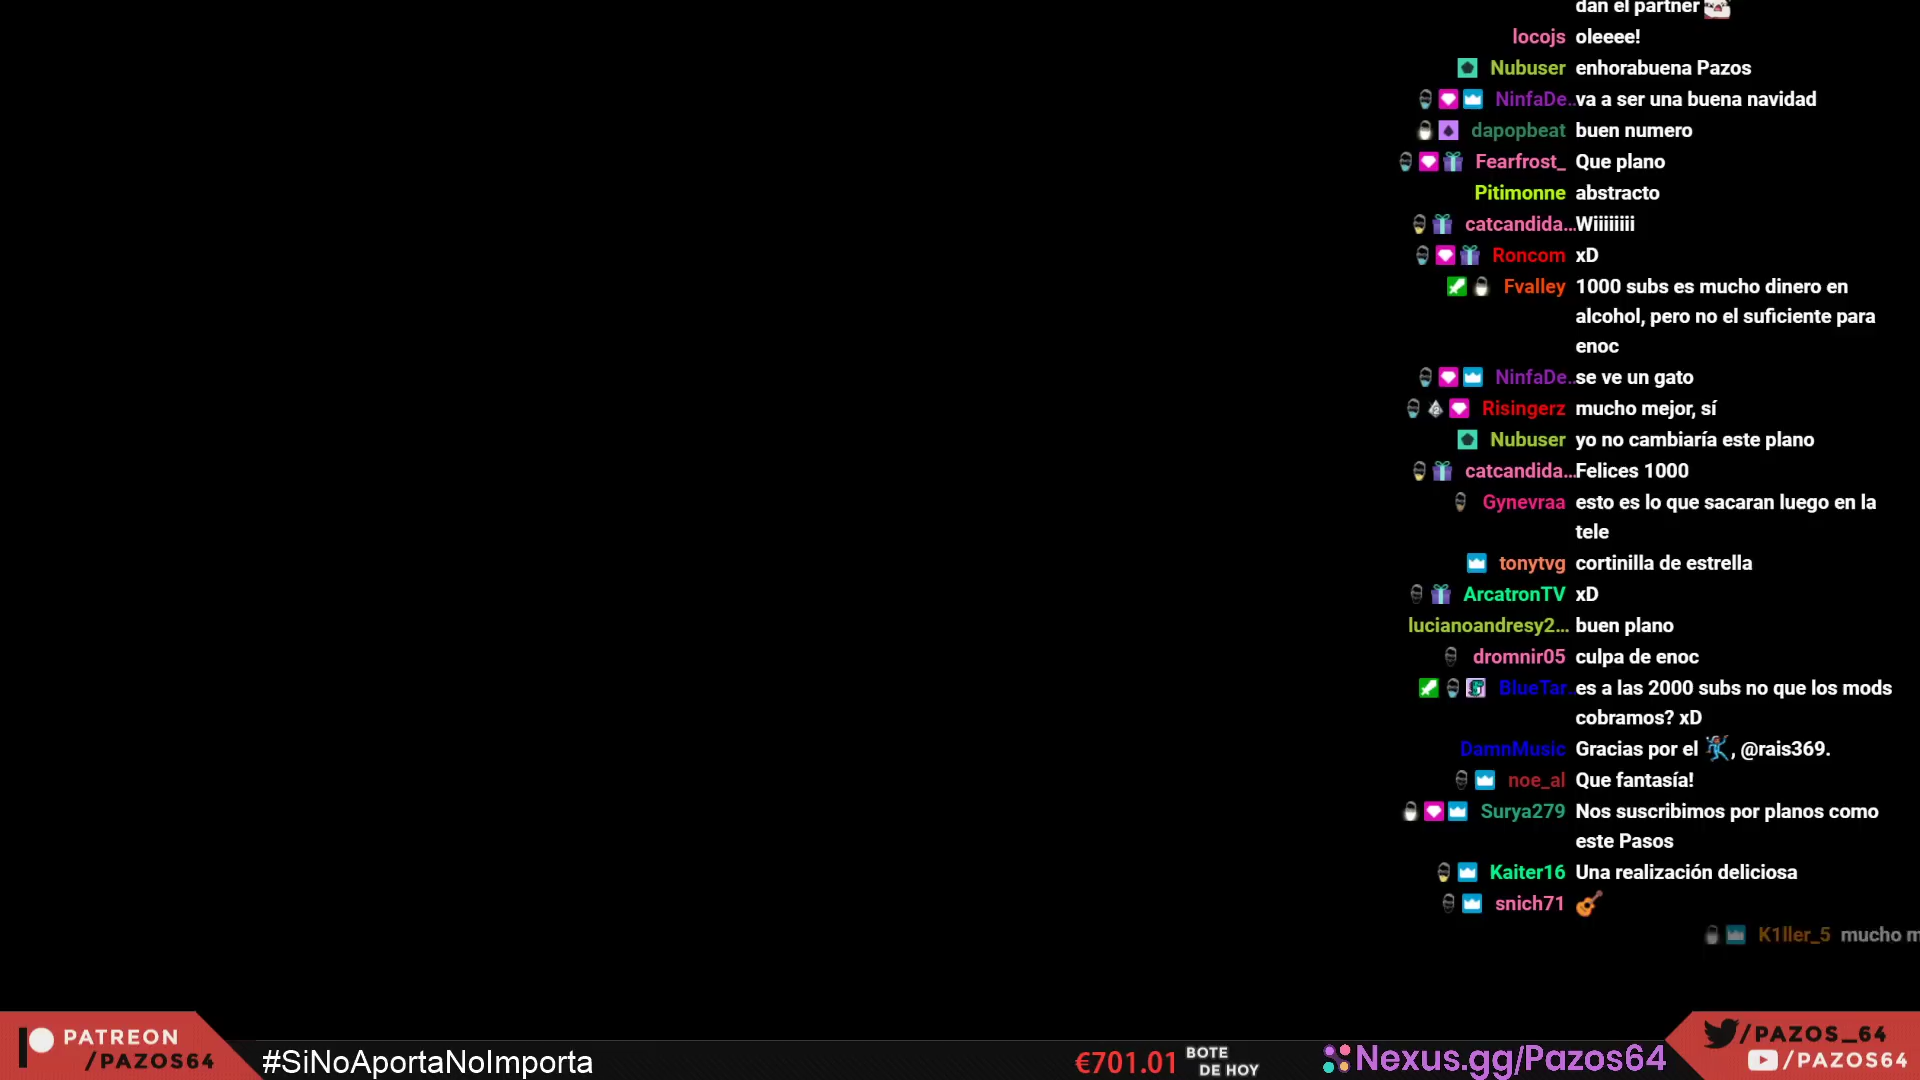 dan el partner
locojs oleeee!
Nubuser enhorabuena Pazos
NinfaDe.. va a ser una buena navidad
dapopbeat buen numero
Fearfrost_ Que plano
Pitimonne abstracto
catcandida... Wiiiiiii
Roncom xD
Fvalley 1000 subs es mucho dinero en
alcohol, pero no el suficiente para
enoc
NinfaDe.. se ve un gato
Risingerz mucho mejor, sí
Nubuser yo no cambiaría este plano
catcandida... Felices 1000
Gynevraa esto es lo que sacaran luego en la
tele
tonytvg cortinilla de estrella
ArcatronTV xD
lucianoandresy2... buen plano
dromnir05 culpa de enoc
BlueTar.. es a las 2000 subs no que los mods
cobramos? xD
DamnMusic Gracias por el , @rais369.
noe_al Que fantasía!
Surya279 Nos suscribimos por planos como
este Pasos
Kaiter16 Una realización deliciosa
snich71
K1ller_5 mucho m
PATREON
/PAZOS64
#SiNoAportaNoImporta
€701.01 BOTE
DE HOY
Nexus.gg/Pazos64
/PAZOS_64
/PAZOS64